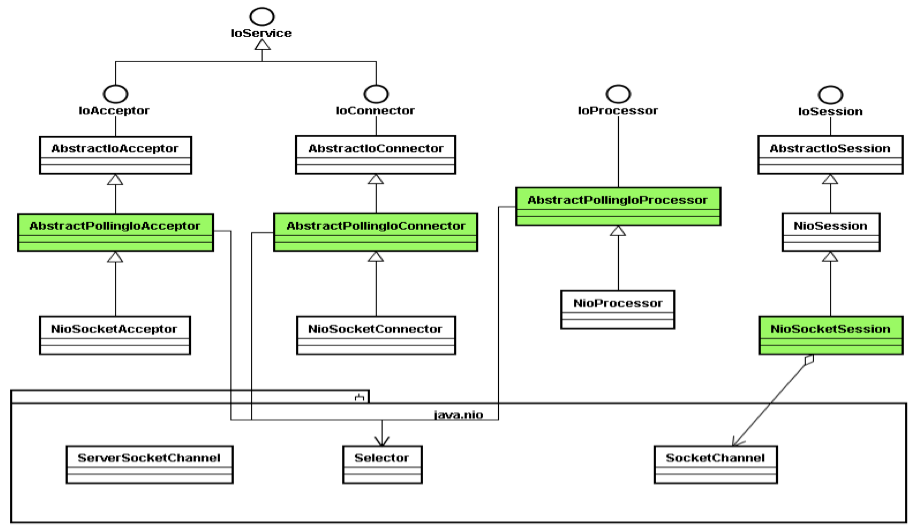 IoService
IoAcceptor
IoConnector
IoProcessor
IoSession
AbstractIoAcceptor
AbstractIoConnector
AbstractIoSession
AbstractPollingIoAcceptor
AbstractPollingIoConnector
AbstractPollingIoProcessor
NioSession
NioSocketAcceptor
NioSocketConnector
NioProcessor
NioSocketSession
java.nio
ServerSocketChannel
Selector
SocketChannel